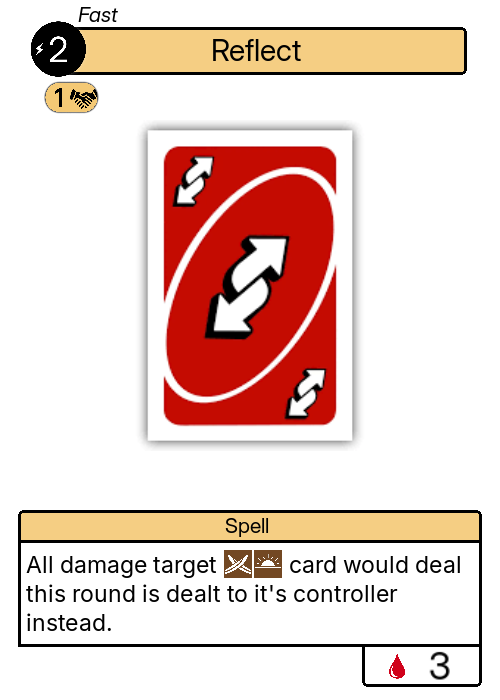 Fast
2
Reflect
1
Spell
All damage target card would deal
this round is dealt to it's controller
instead.
3